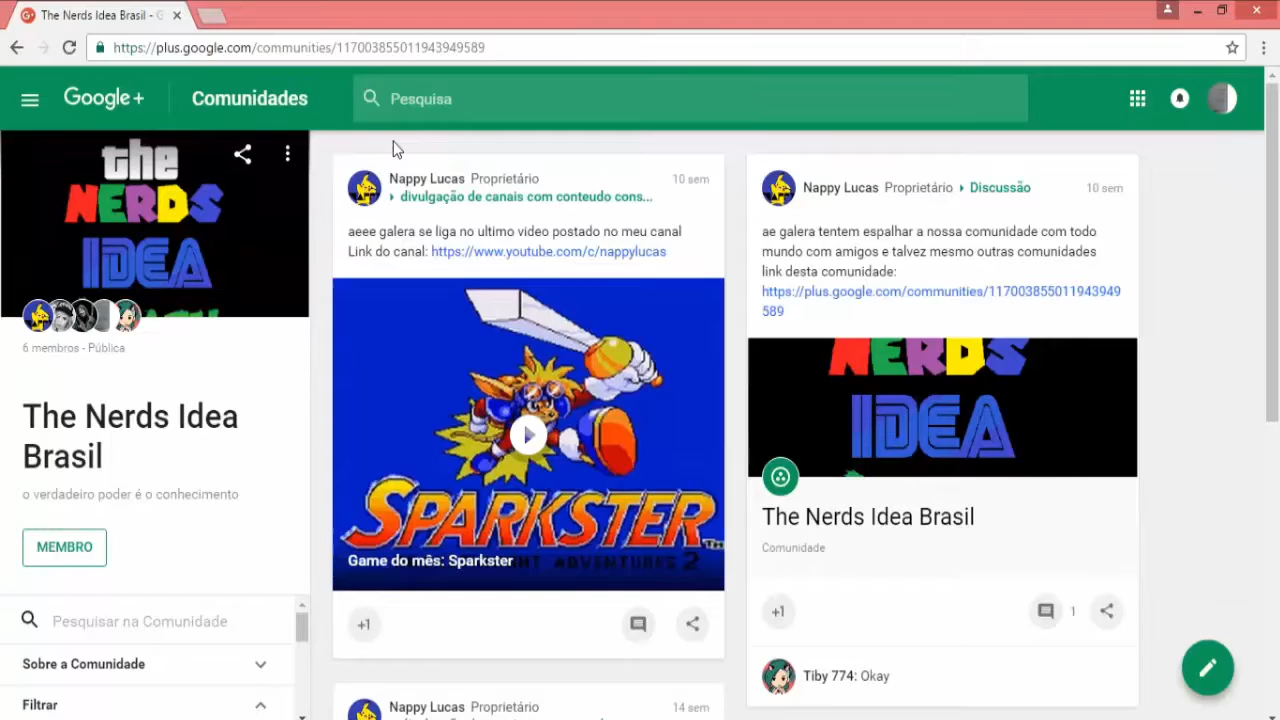 The Nerds Idea Brasil - G
https://plus.google.com/communities/117003855011943949589
Google+
Comunidades
Pesquisa
the
NERDS
IDEA
6 membros - Pública
The Nerds Idea
Brasil
o verdadeiro poder é o conhecimento
MEMBRO
Pesquisar na Comunidade
Sobre a Comunidade
Filtrar
Nappy Lucas Proprietário
10 sem
divulgação de canais com conteudo cons...
aeee galera se liga no ultimo video postado no meu canal
Link do canal: https://www.youtube.com/c/nappylucas
SPARKSTER
TM
Game do mês: Sparkster
ADVENTURES 2
+1
Nappy Lucas Proprietário
14 sem
Nappy Lucas Proprietário Discussão
10 sem
ae galera tentem espalhar a nossa comunidade com todo
mundo com amigos e talvez mesmo outras comunidades
link desta comunidade:
https://plus.google.com/communities/117003855011943949
589
NERDS
IDEA
The Nerds Idea Brasil
Comunidade
+1
1
Tiby 774: Okay